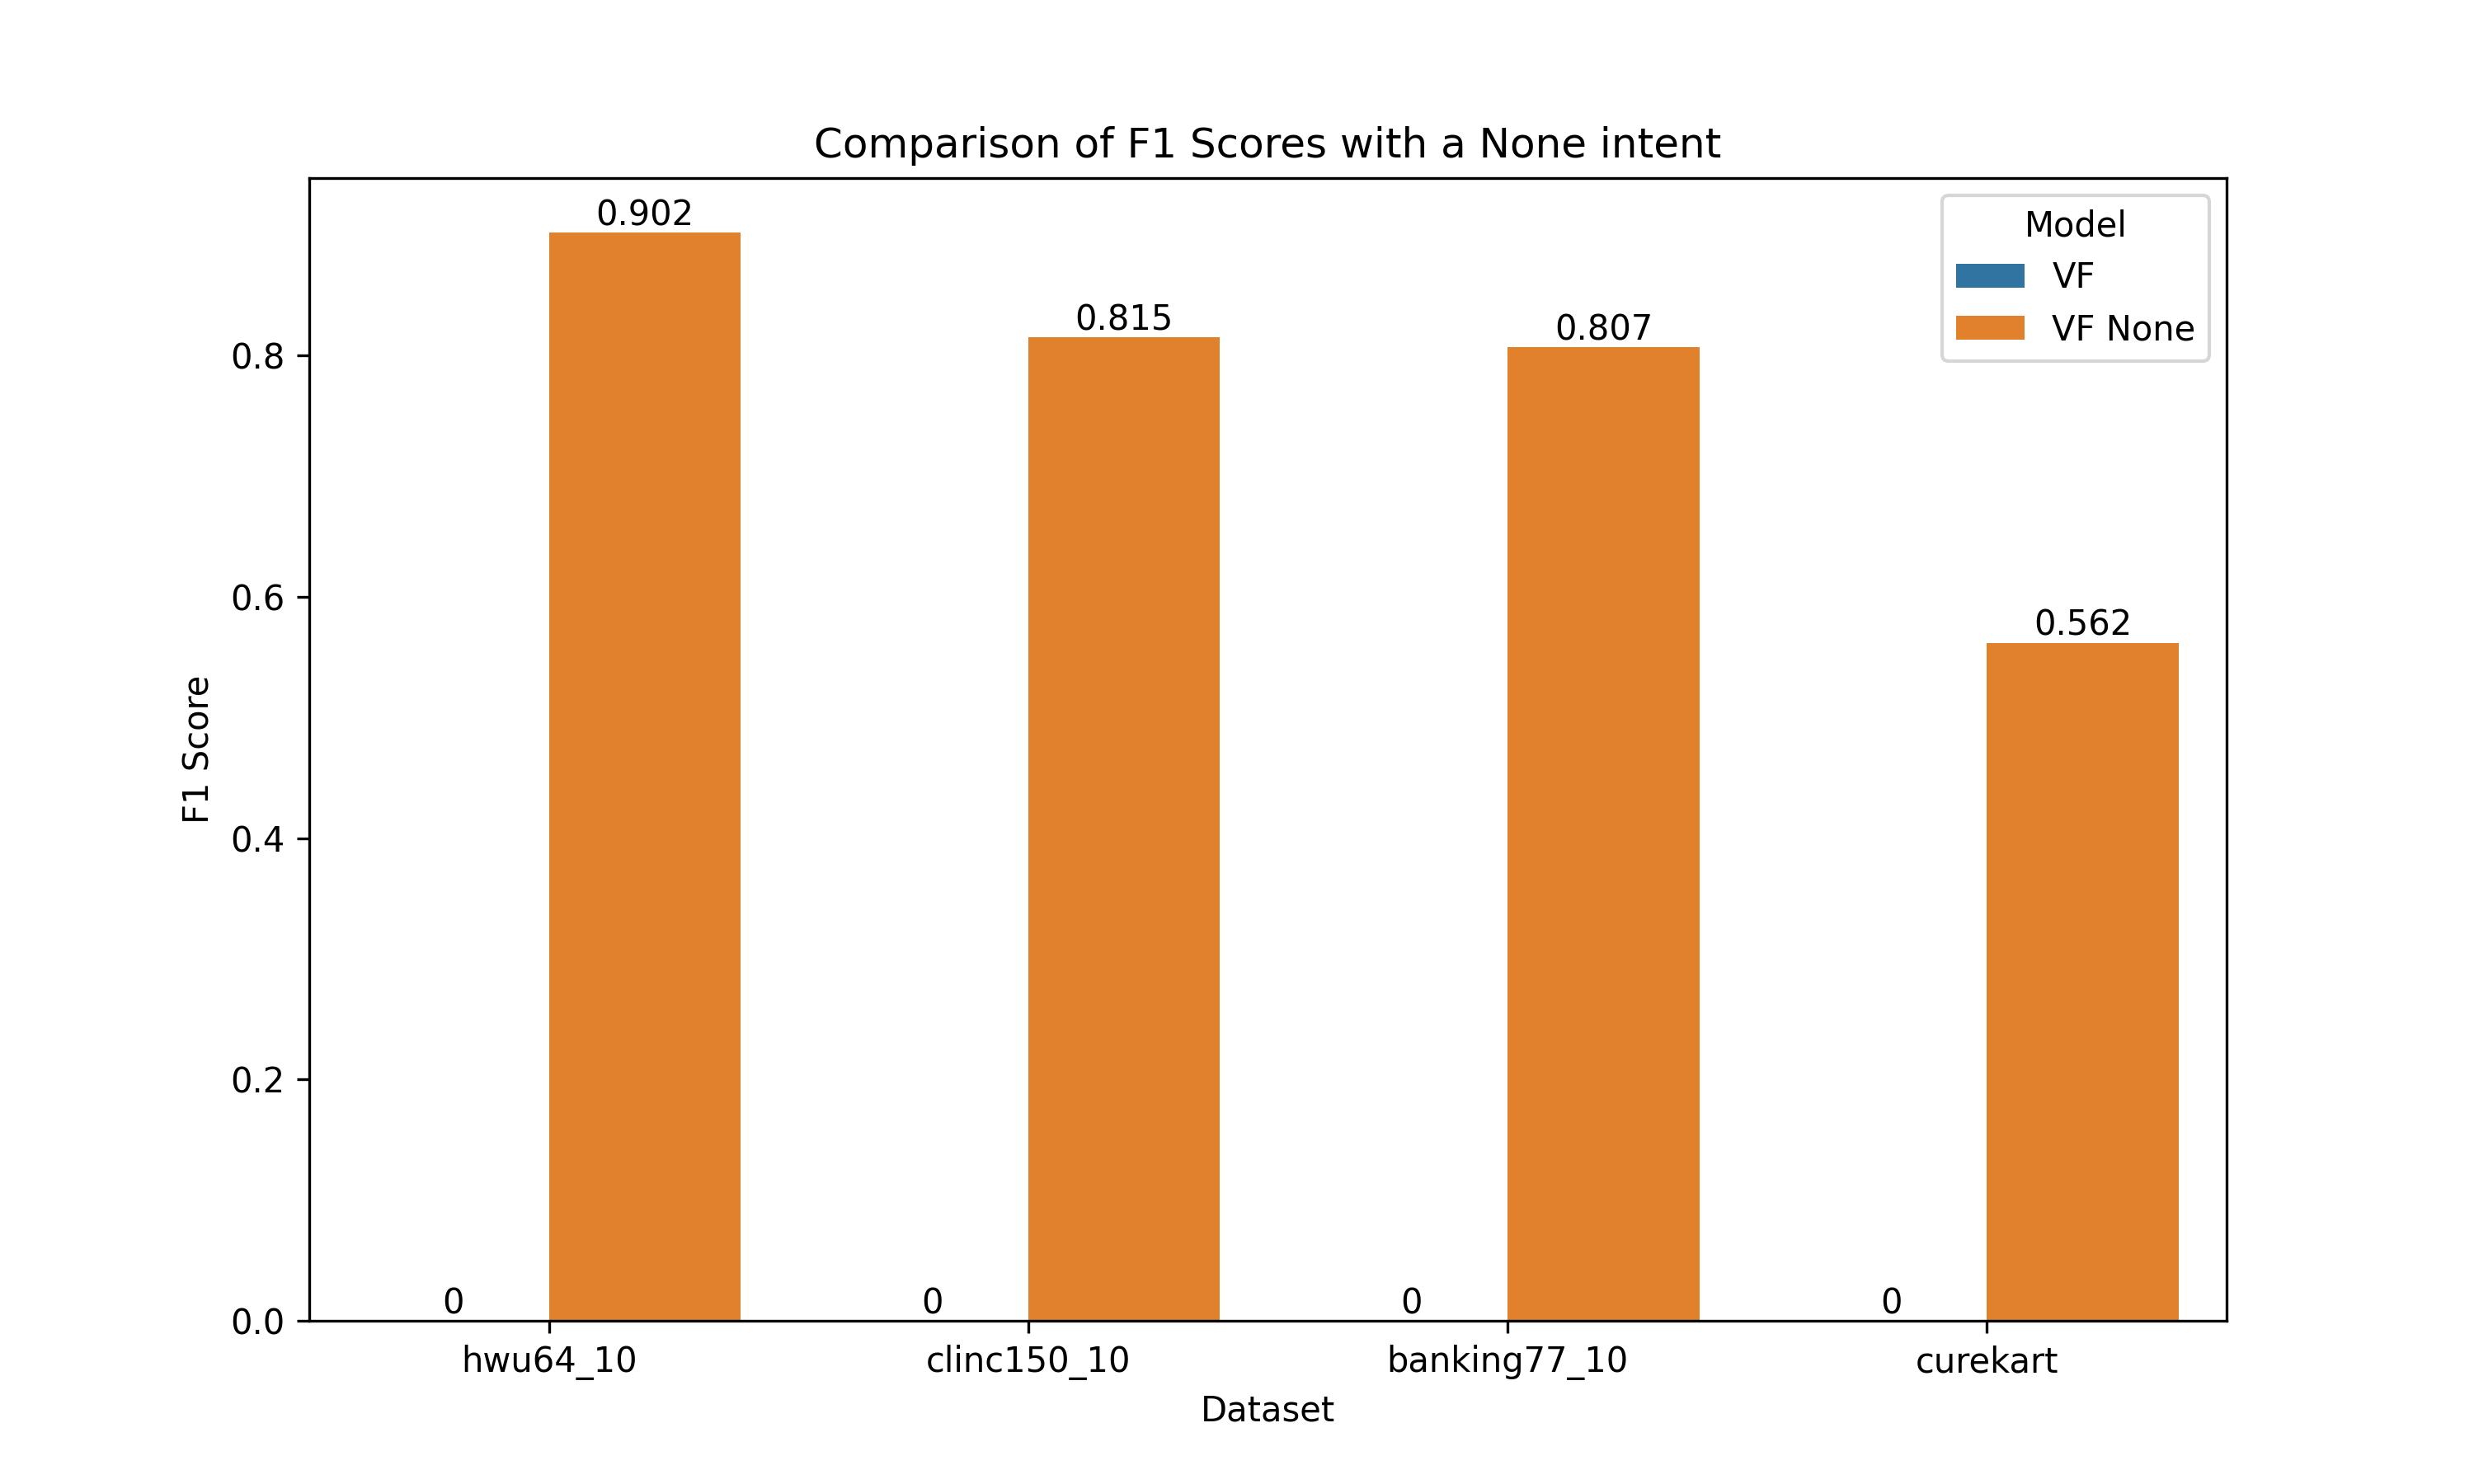 Comparison of F1 Scores with a None intent
Model
VF
VF None
0.902
0.815
0.807
0.562
0
0
0
0
0.8
0.6
0.4
0.2
0.0
F1 Score
hwu64_10
clinc150_10
banking77_10
curekart
Dataset